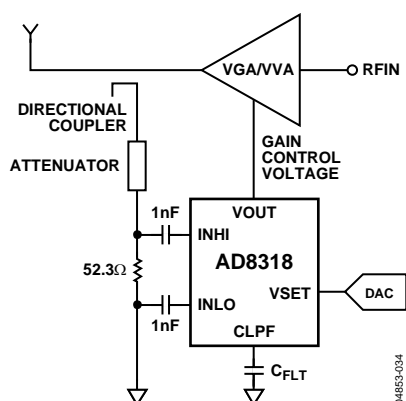 VGA/VVA
RFIN
DIRECTIONAL
COUPLER
ATTENUATOR
GAIN
CONTROL
VOLTAGE
1nF
VOUT
INHI
AD8318
52.3Ω
VSET
DAC
INLO
1nF
CLPF
CFLT
04853-034